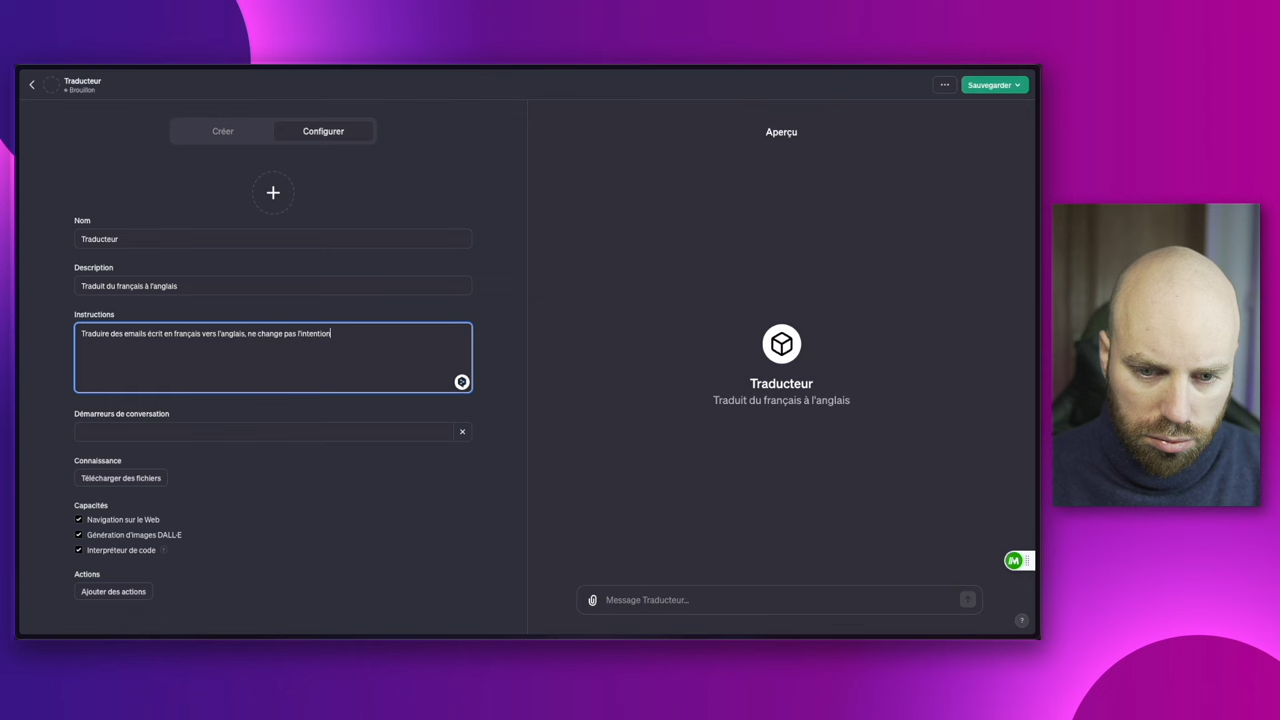 Traducteur
Brouillon
Sauvegarder
Créer
Configurer
Aperçu
Nom
Traducteur
Description
Traduit du français à l'anglais
Instructions
Traduire des emails écrit en français vers l'anglais, ne change pas l'intention
Démarreurs de conversation
Connaissance
Télécharger des fichiers
Capacités
Navigation sur le Web
Génération d'images DALL·E
Interpréteur de code ?
Actions
Ajouter des actions
Traducteur
Traduit du français à l'anglais
Message Traducteur...
?